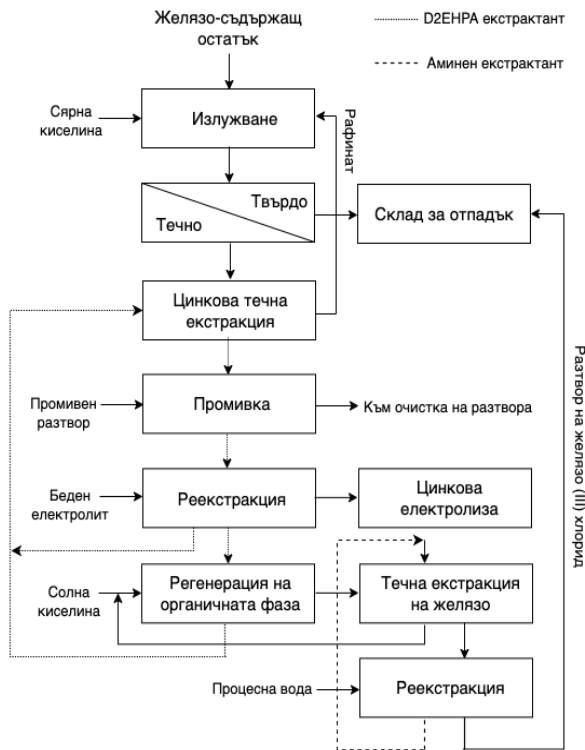 Желязо-съдържащ
остатък
D2EHPA екстрактант
Аминен екстрактант
Сярна
киселина
Излужване
Рафинат
Твърдо
Течно
Склад за отпадък
Цинкова течна
екстракция
Промивен
разтвор
Промивка
Към очистка на разтвора
Разтвор на желязо (III) хлорид
Беден
електролит
Реекстракция
Цинкова
електролиза
Солна
киселина
Регенерация на
органичната фаза
Течна екстракция
на желязо
Процесна вода
Реекстракция